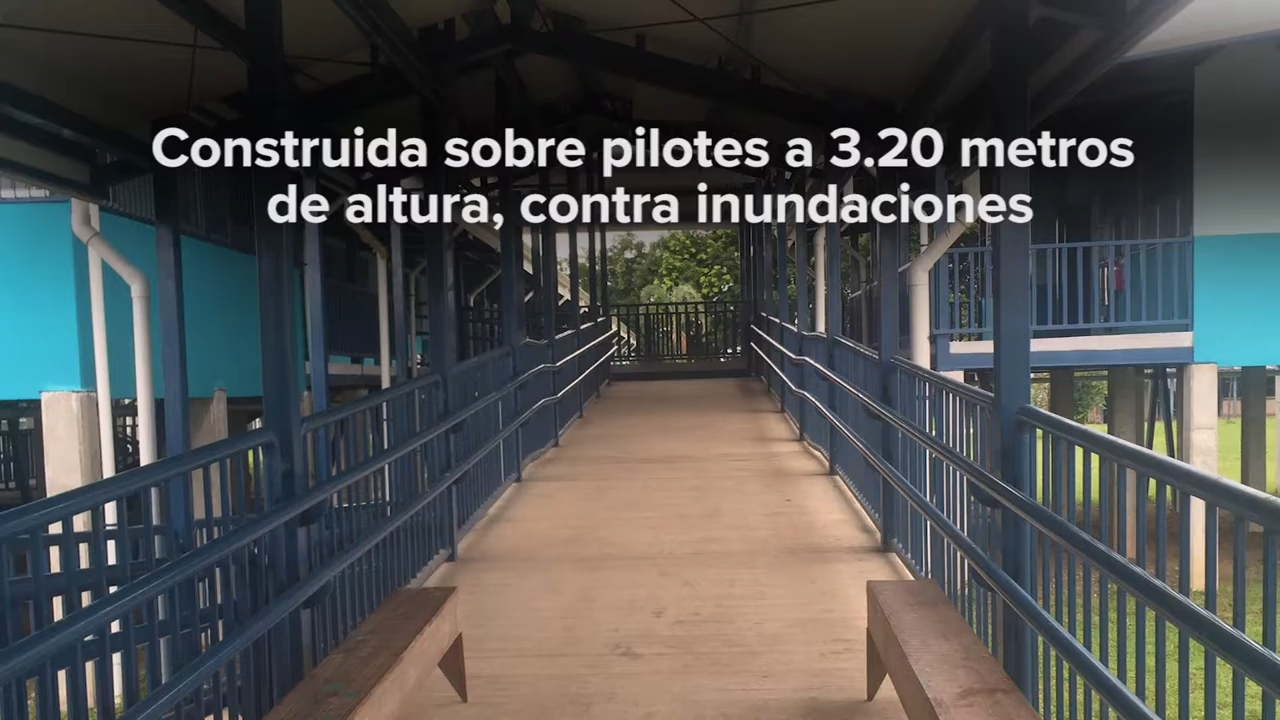 Construida sobre pilotes a 3.20 metros
de altura, contra inundaciones